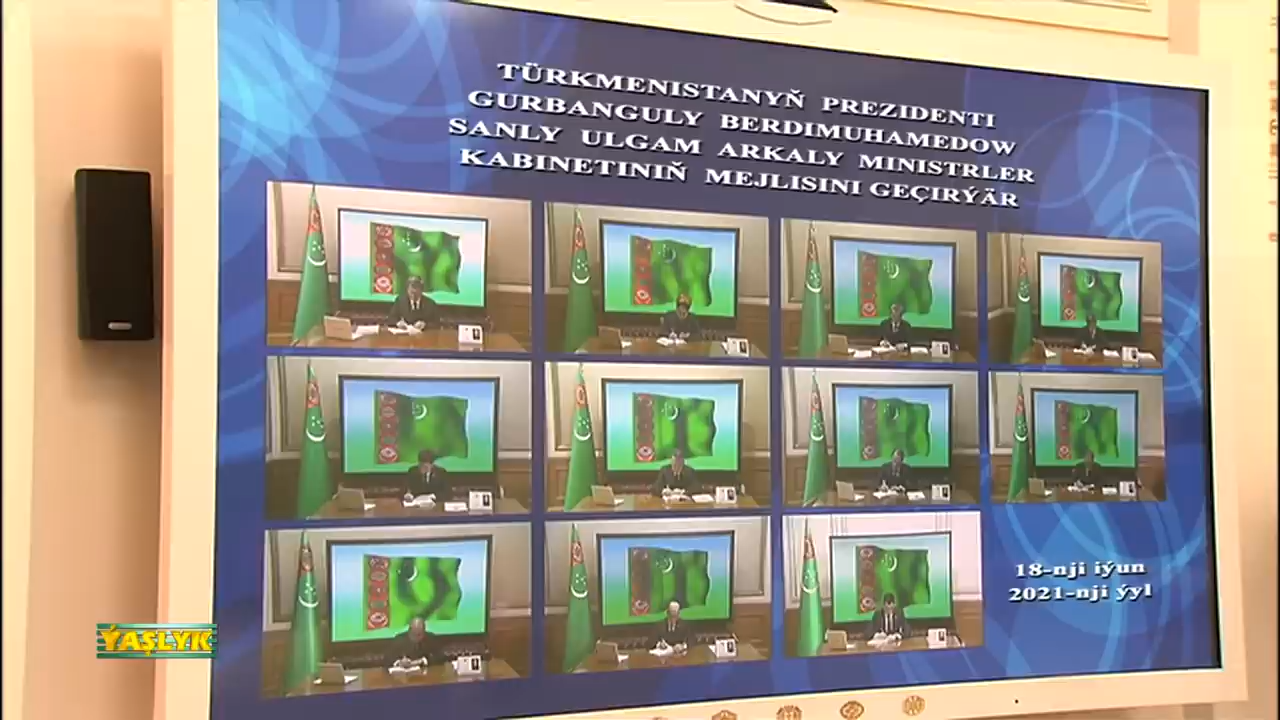 TÜRKMENISTANYŇ PREZIDENTI
GURBANGULY BERDIMUHAMEDOW
SANLY ULGAM ARKALY MINISTRLER
KABINETINIŇ MEJLISINI GEÇIRÝÄR
18-nji iýun
2021-nji ýyl
ÝAŞLYK